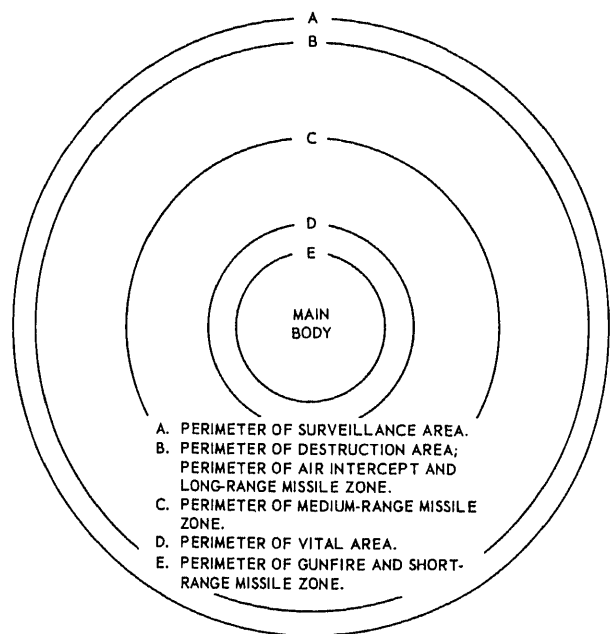 A
B
C
D
E
MAIN
BODY
A. PERIMETER OF SURVEILLANCE AREA.
B. PERIMETER OF DESTRUCTION AREA;
PERIMETER OF AIR INTERCEPT AND
LONG-RANGE MISSILE ZONE.
C. PERIMETER OF MEDIUM-RANGE MISSILE
ZONE.
D. PERIMETER OF VITAL AREA.
E. PERIMETER OF GUNFIRE AND SHORT-
RANGE MISSILE ZONE.